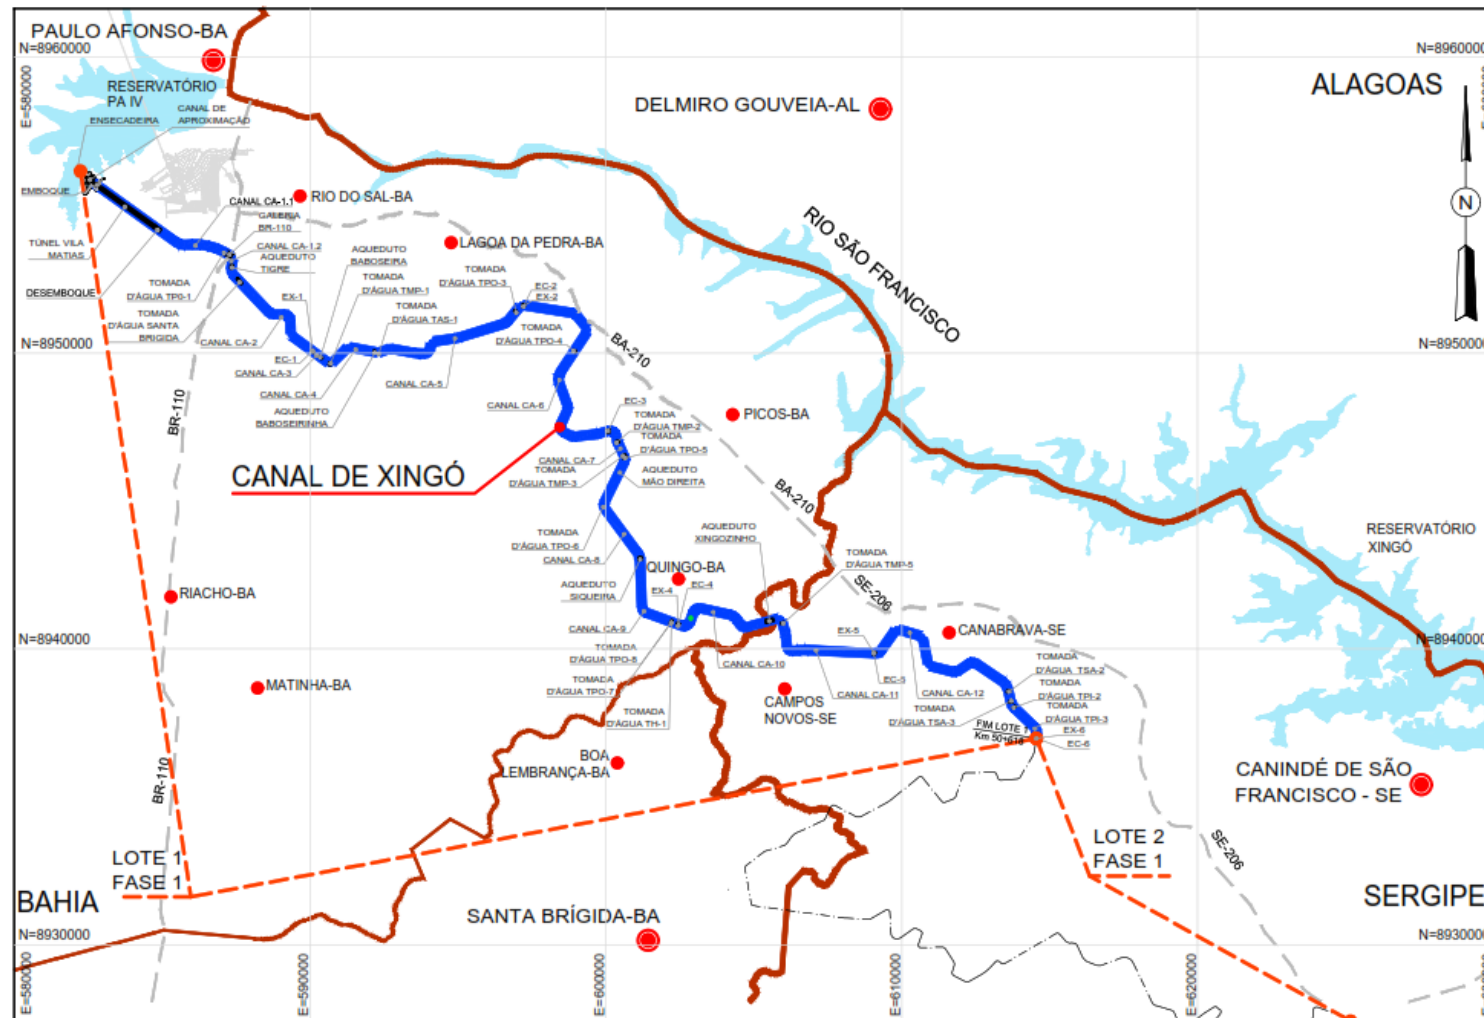 PAULO AFONSO-BA
N=8960000
N=8960000
E=580000
RESERVATÓRIO
PA IV
ENSECADEIRA
CANAL DE
APROXIMAÇÃO
DELMIRO GOUVEIA-AL
ALAGOAS
N
EMBOQUE
CANAL CA-1.1
RIO DO SAL-BA
GALERIA
BR-110
TÚNEL VILA
MATIAS
CANAL CA-1.2
AQUEDUTO
TIGRE
AQUEDUTO
BABOSEIRA
LAGOA DA PEDRA-BA
RIO SÃO FRANCISCO
DESEMBOQUE
TOMADA
D'ÁGUA TPO-1
EX-1
TOMADA
D'ÁGUA TMP-1
TOMADA
D'ÁGUA TPO-3
EC-2
EX-2
TOMADA
D'ÁGUA SANTA
BRIGIDA
CANAL CA-2
TOMADA
D'ÁGUA TAS-1
TOMADA
D'ÁGUA TPO-4
BA-210
N=8950000
N=8950000
EC-1
CANAL CA-3
CANAL CA-4
CANAL CA-5
AQUEDUTO
BABOSEIRINHA
CANAL CA-6
BR-110
EC-3
PICOS-BA
TOMADA
D'ÁGUA TMP-2
TOMADA
D'ÁGUA TPO-5
CANAL CA-7
TOMADA
D'ÁGUA TMP-3
AQUEDUTO
MÃO DIREITA
CANAL DE XINGÓ
BA-210
AQUEDUTO
XINGOZINHO
RESERVATÓRIO
XINGÓ
TOMADA
D'ÁGUA TPO-6
CANAL CA-8
TOMADA
D'ÁGUA TMP-5
QUINGO-BA
AQUEDUTO
SIQUEIRA
EX-4
EC-4
SE-206
RIACHO-BA
CANAL CA-9
EX-5
CANABRAVA-SE
N=8940000
N=8940000
TOMADA
D'ÁGUA TPO-8
CANAL CA-10
EC-5
TOMADA
D'ÁGUA TSA-2
TOMADA
D'ÁGUA TPO-7
CANAL CA-11
CANAL CA-12
TOMADA
D'ÁGUA TPI-2
MATINHA-BA
CAMPOS
NOVOS-SE
TOMADA
D'ÁGUA TH-1
TOMADA
D'ÁGUA TSA-3
TOMADA
D'ÁGUA TPI-3
FIM LOTE 1
Km 50+618
EX-6
EC-6
BOA
LEMBRANÇA-BA
BR-110
CANINDÉ DE SÃO
FRANCISCO - SE
LOTE 1
FASE 1
LOTE 2
FASE 1
SE-206
BAHIA
SERGIPE
SANTA BRÍGIDA-BA
N=8930000
N=8930000
E=580000
E=590000
E=600000
E=610000
E=620000